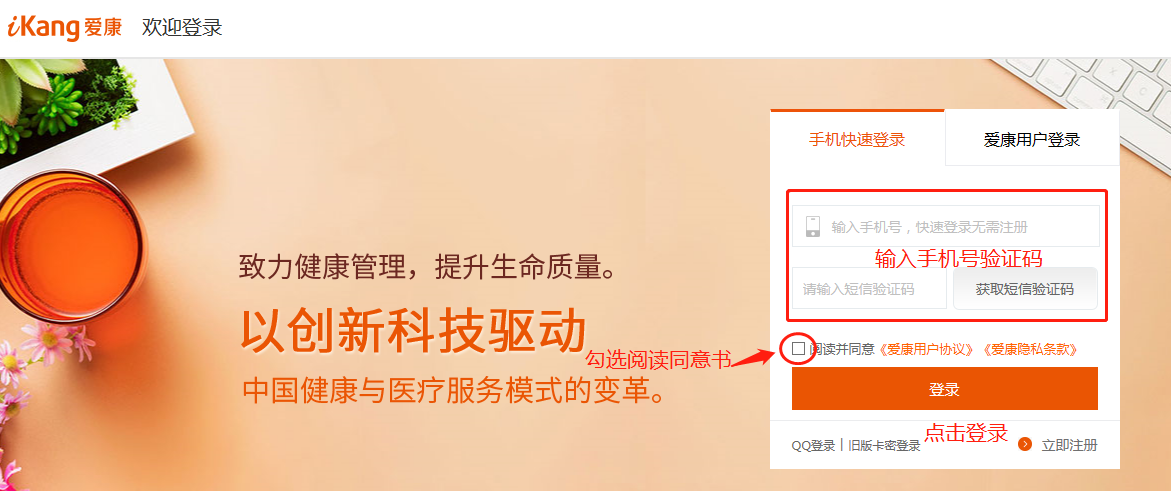 iKang 爱康 欢迎登录
手机快速登录 爱康用户登录
输入手机号，快速登录无需注册
输入手机号验证码
请输入短信验证码 获取短信验证码
致力健康管理，提升生命质量。
以创新科技驱动
中国健康与医疗服务模式的变革。
勾选阅读同意书
阅读并同意《爱康用户协议》《爱康隐私条款》
登录
点击登录
QQ登录 | 旧版卡密登录 立即注册